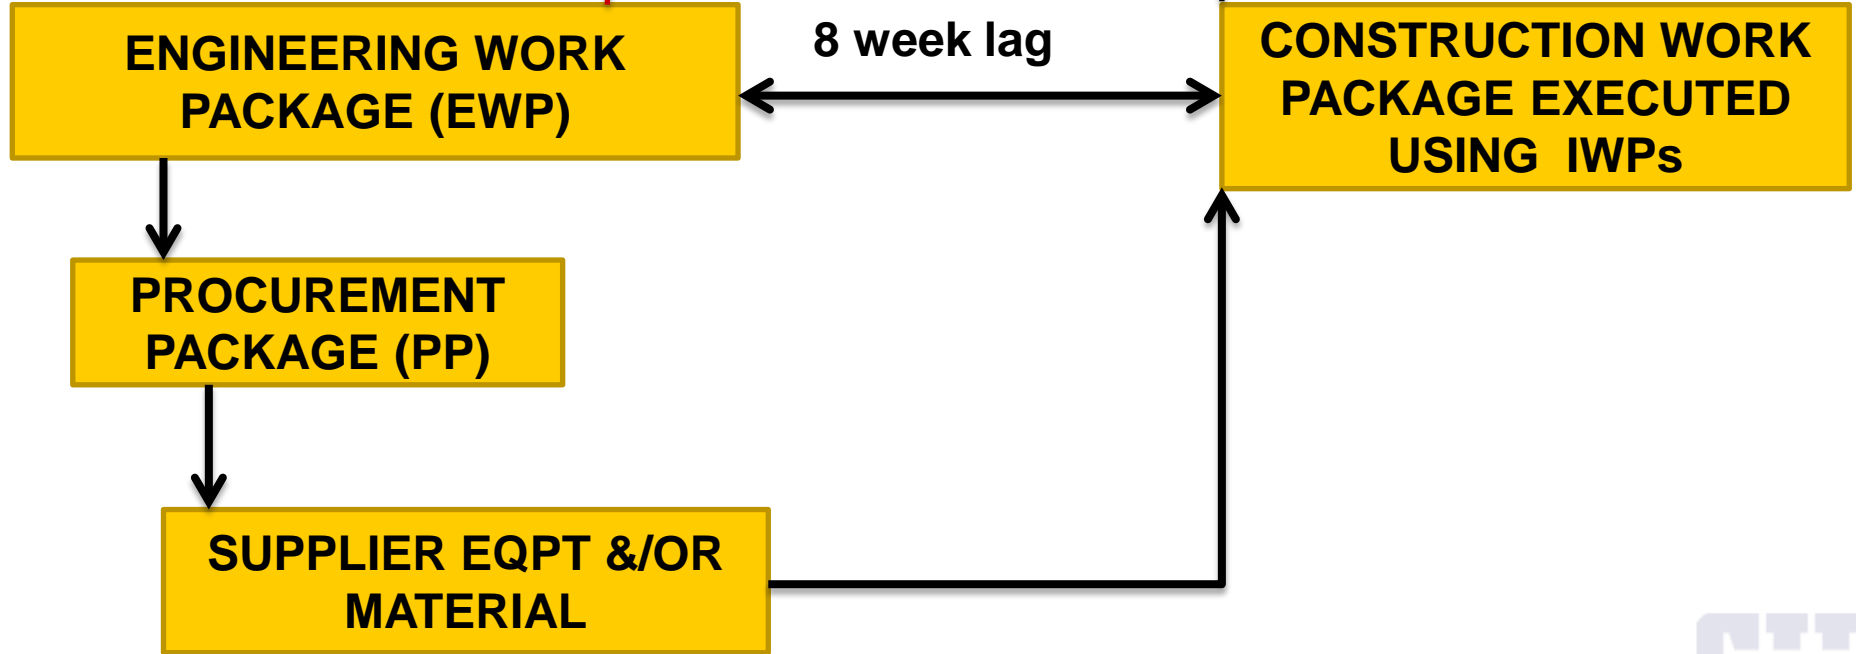 ENGINEERING WORK
PACKAGE (EWP)
8 week lag
CONSTRUCTION WORK
PACKAGE EXECUTED
USING IWPs
PROCUREMENT
PACKAGE (PP)
SUPPLIER EQPT &/OR
MATERIAL